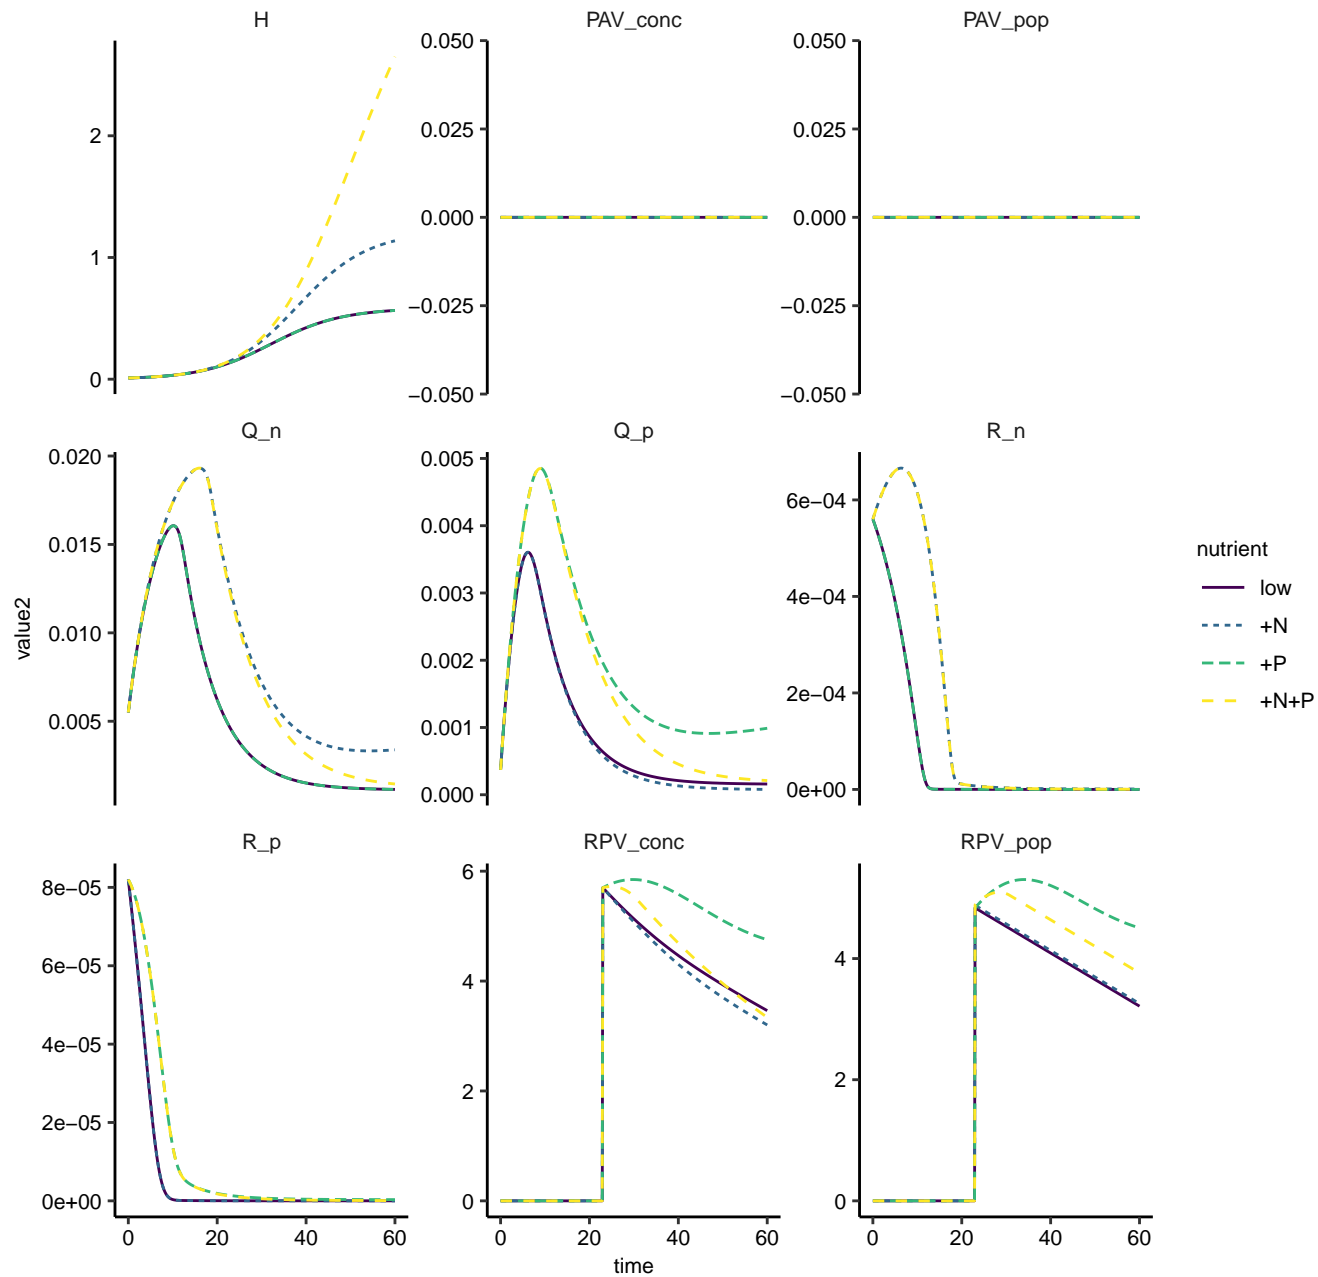 H
PAV_conc
PAV_pop
0.050
0.050
2
0.025
0.025
1
0.000
0.000
−0.025
−0.025
0
−0.050
−0.050
Q_n
Q_p
R_n
0.020
0.005
6e−04
0.015
0.004
4e−04
0.003
0.010
0.002
2e−04
0.005
0.001
0.000
0e+00
R_p
RPV_conc
RPV_pop
8e−05
6
6e−05
4
4
4e−05
2
2
2e−05
0e+00
0
0
0
20
40
60
0
20
40
60
0
20
40
60
time
value2
nutrient
low
+N
+P
+N+P